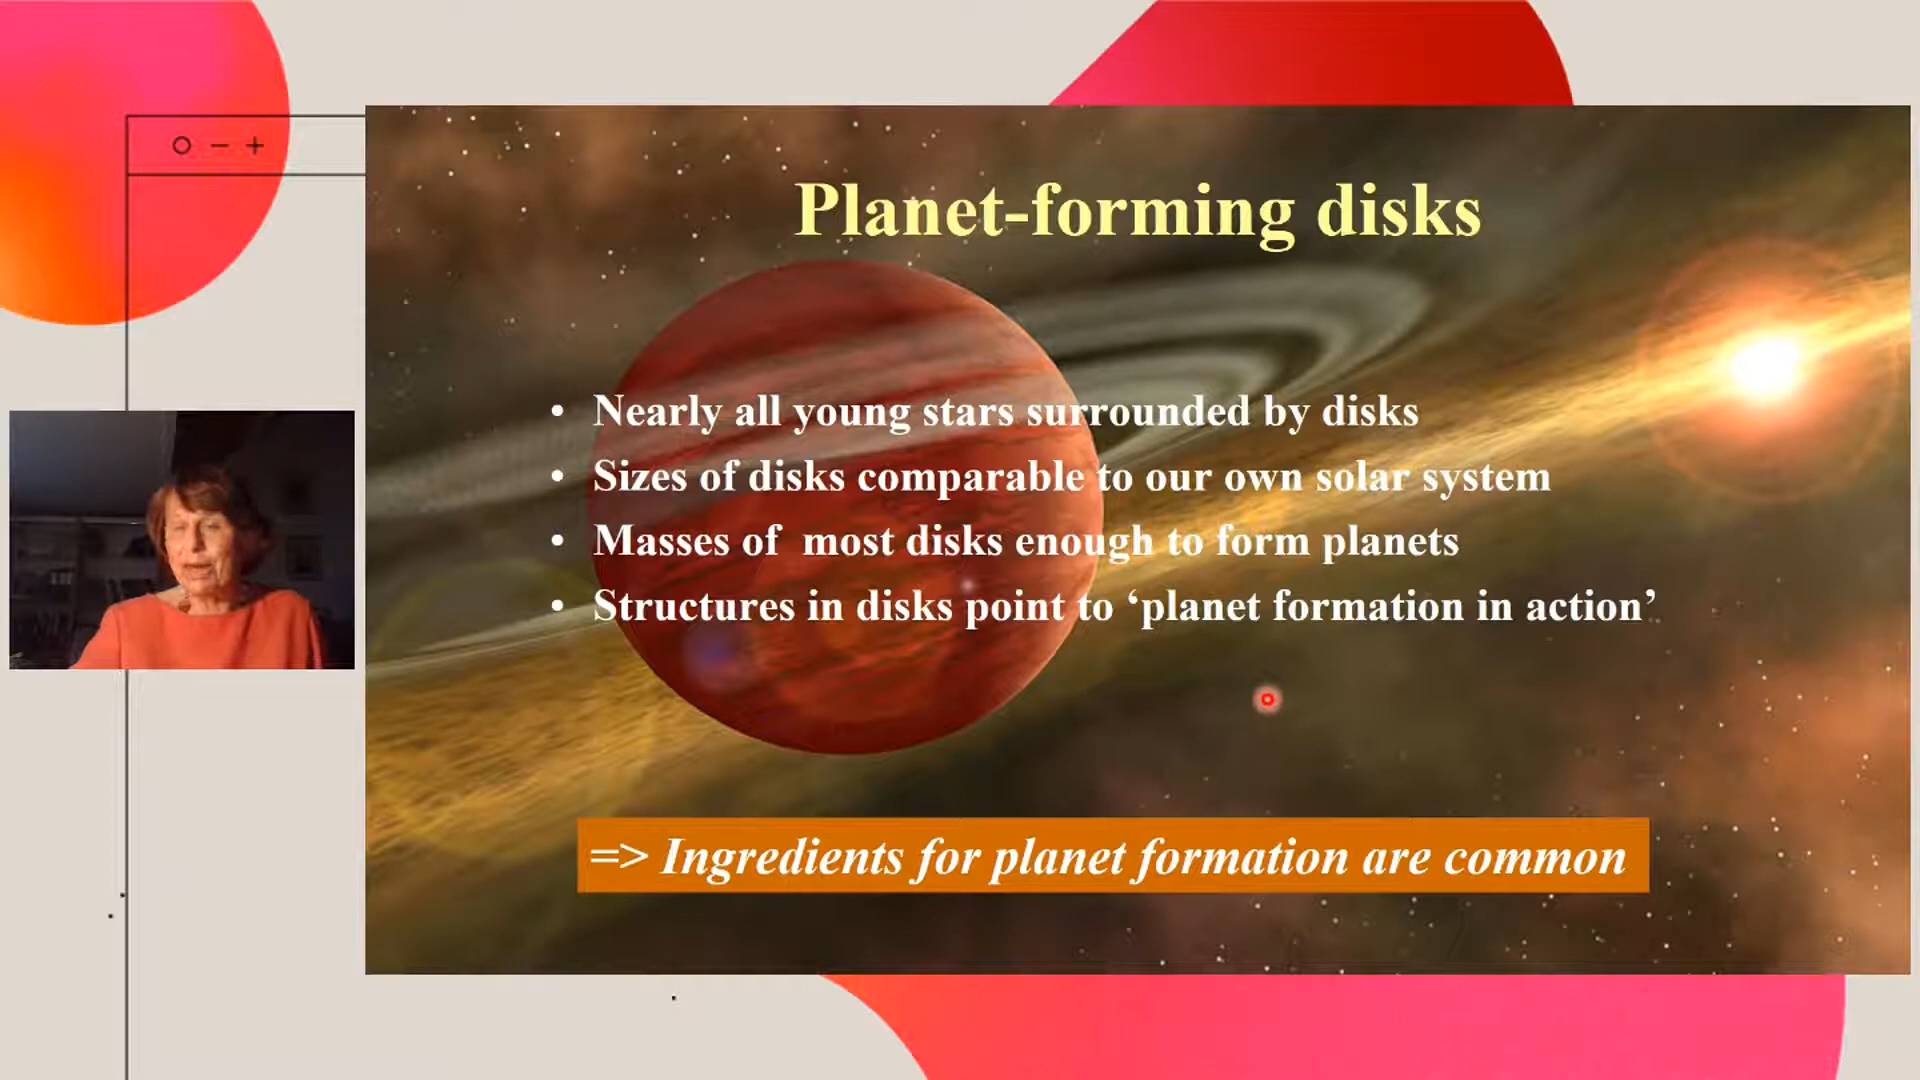 Planet-forming disks
• Nearly all young stars surrounded by disks
• Sizes of disks comparable to our own solar system
• Masses of  most disks enough to form planets
• Structures in disks point to ‘planet formation in action’
=> Ingredients for planet formation are common